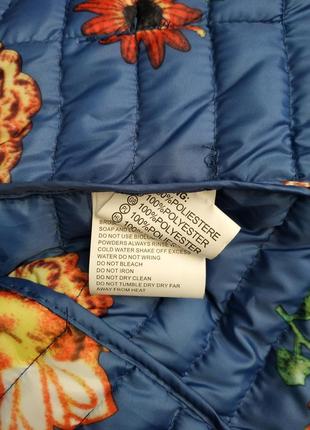 NG:
100%POLIESTERE
100%POLYESTER
100%POLYESTER
SOAP AND
DO NOT USE
POWDERS ALWAYS RINSE
COLD WATER SHAKE OFF EXCESS
WATER DO NOT WRING
DO NOT BLEACH
DO NOT IRON
DO NOT DRY CLEAN
DO NOT TUMBLE DRY DRY FAR
AWAY FROM HEAT